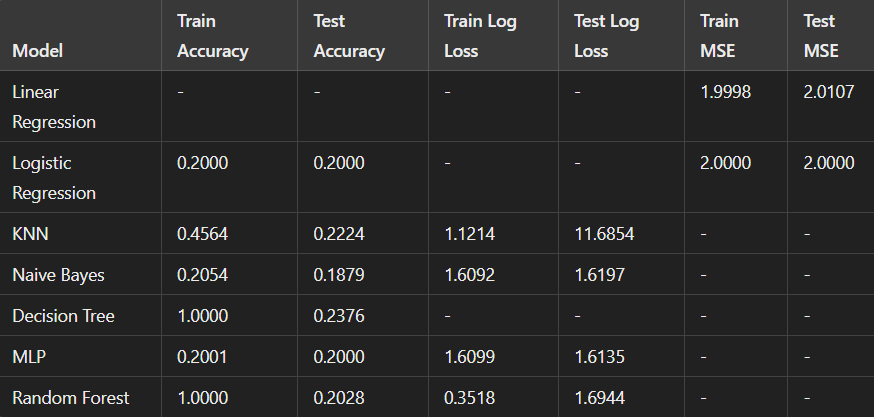 Model Train Accuracy Test Accuracy Train Log Loss Test Log Loss Train MSE Test MSE
Linear Regression - - - - 1.9998 2.0107
Logistic Regression 0.2000 0.2000 - - 2.0000 2.0000
KNN 0.4564 0.2224 1.1214 11.6854 - -
Naive Bayes 0.2054 0.1879 1.6092 1.6197 - -
Decision Tree 1.0000 0.2376 - - - -
MLP 0.2001 0.2000 1.6099 1.6135 - -
Random Forest 1.0000 0.2028 0.3518 1.6944 - -